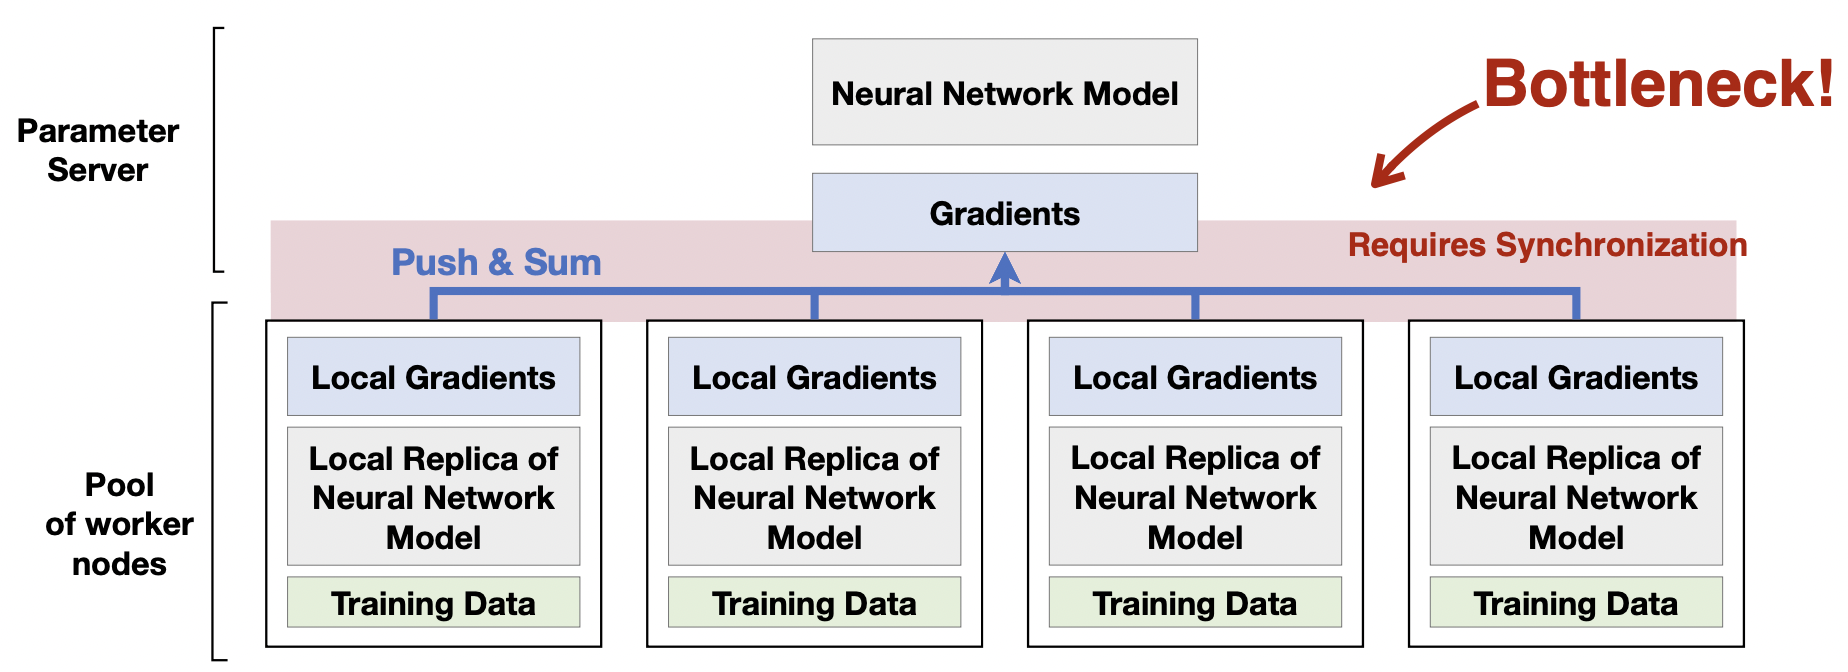 Neural Network Model
Bottleneck!
Parameter
Server
Gradients
Requires Synchronization
Push & Sum
Pool
of worker
nodes
Local Gradients
Local Replica of
Neural Network
Model
Training Data
Local Gradients
Local Replica of
Neural Network
Model
Training Data
Local Gradients
Local Replica of
Neural Network
Model
Training Data
Local Gradients
Local Replica of
Neural Network
Model
Training Data